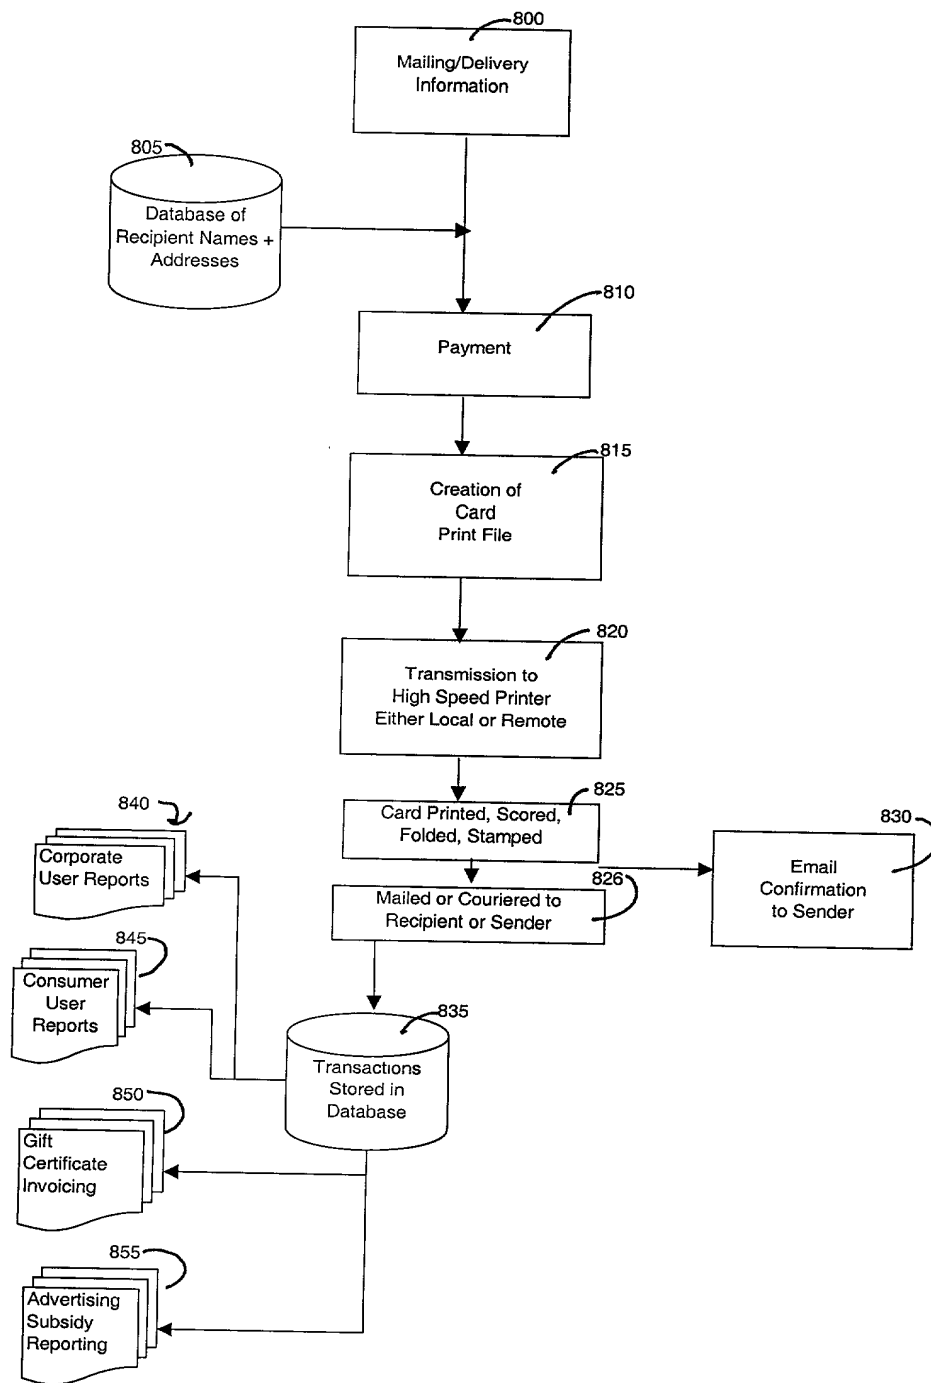 800
Mailing/Delivery
Information
805
Database of
Recipient Names +
Addresses
810
Payment
815
Creation of
Card
Print File
820
Transmission to
High Speed Printer
Either Local or Remote
825
Card Printed, Scored,
Folded, Stamped
830
Email
Confirmation
to Sender
826
Mailed or Couriered to
Recipient or Sender
835
Transactions
Stored in
Database
840
Corporate
User Reports
845
Consumer
User
Reports
850
Gift
Certificate
Invoicing
855
Advertising
Subsidy
Reporting